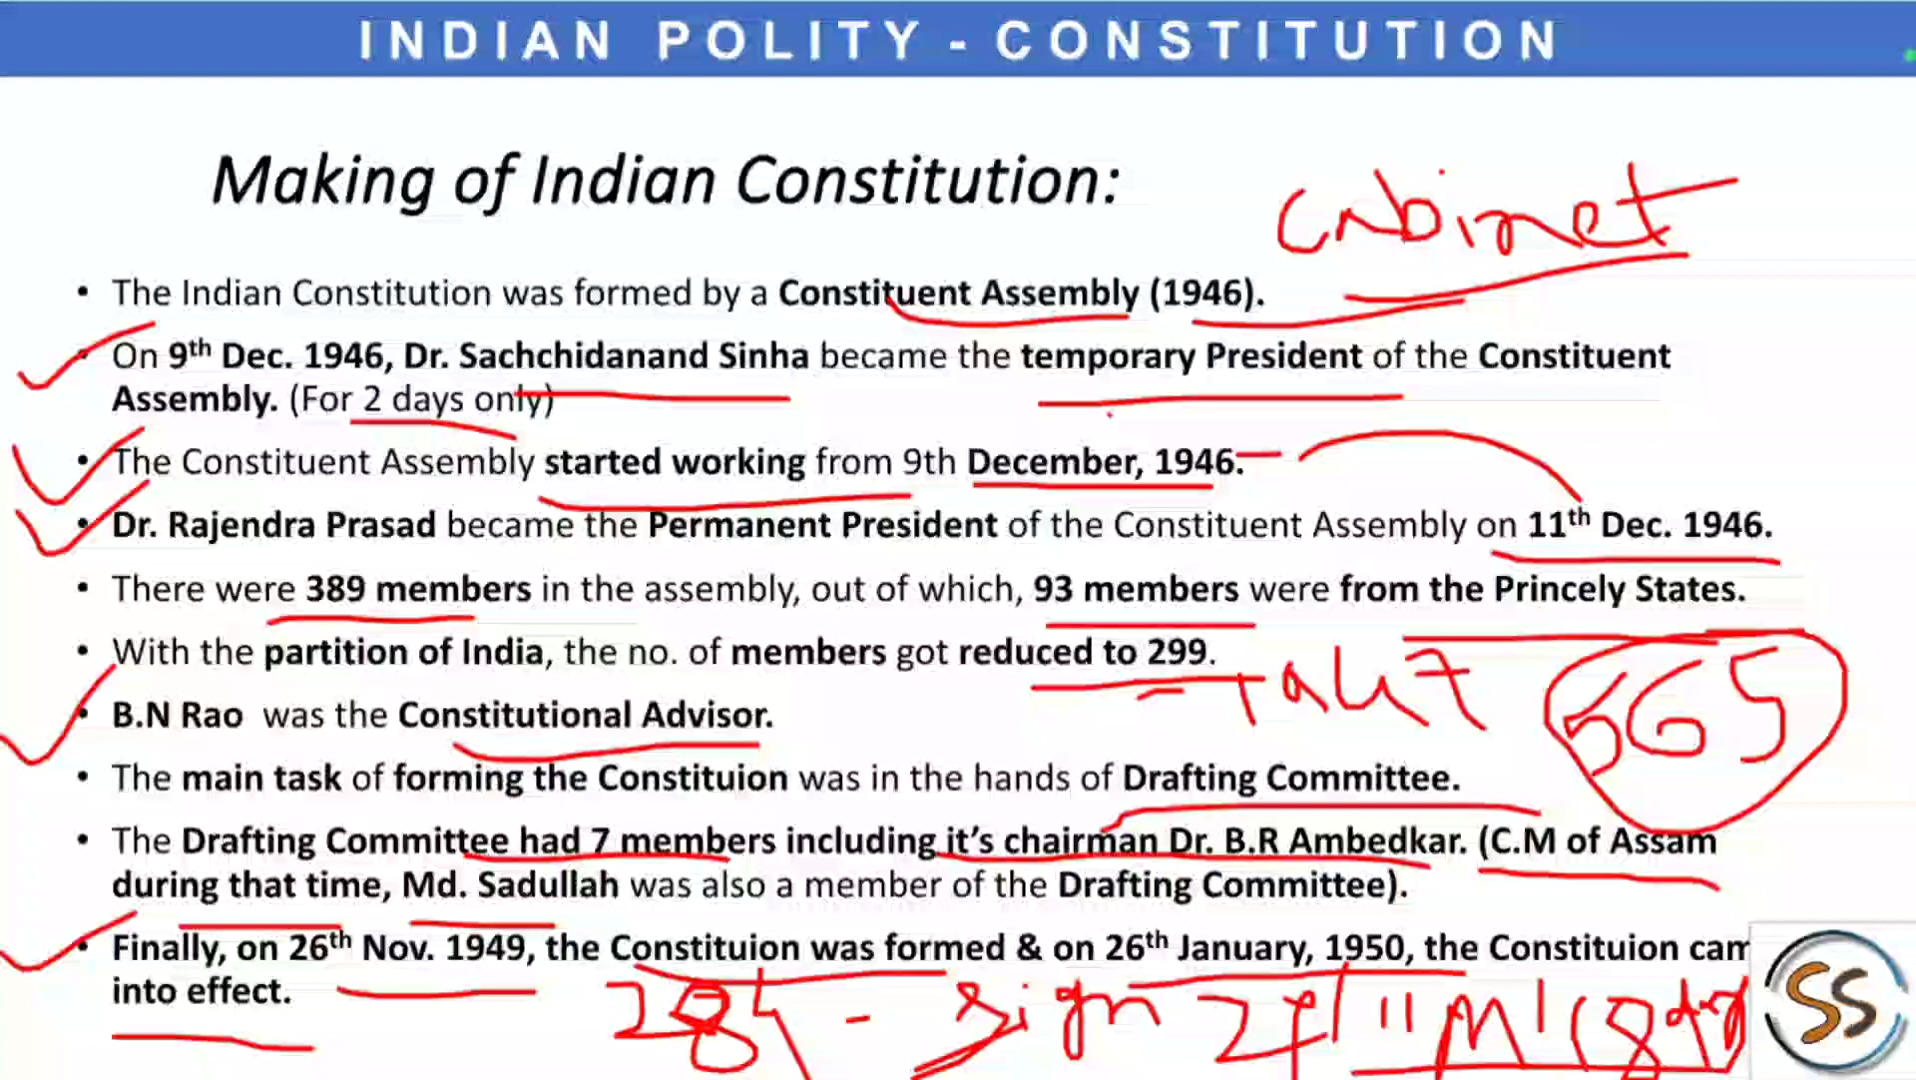 INDIAN POLITY - CONSTITUTION
Making of Indian Constitution:
Cabinet
• The Indian Constitution was formed by a Constituent Assembly (1946).
• On 9th Dec. 1946, Dr. Sachchidanand Sinha became the temporary President of the Constituent
Assembly. (For 2 days only)
• The Constituent Assembly started working from 9th December, 1946.
• Dr. Rajendra Prasad became the Permanent President of the Constituent Assembly on 11th Dec. 1946.
• There were 389 members in the assembly, out of which, 93 members were from the Princely States.
• With the partition of India, the no. of members got reduced to 299.
565
• B.N Rao was the Constitutional Advisor.
• The main task of forming the Constituion was in the hands of Drafting Committee.
• The Drafting Committee had 7 members including it's chairman Dr. B.R Ambedkar. (C.M of Assam
during that time, Md. Sadullah was also a member of the Drafting Committee).
• Finally, on 26th Nov. 1949, the Constituion was formed & on 26th January, 1950, the Constituion cam
into effect.
284 - sign 2 11 M 18 days
SS